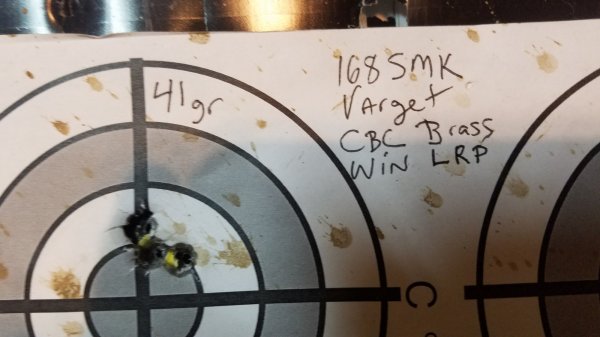 41gr
168 SMK
Varget
CBC Brass
Win LRP
C